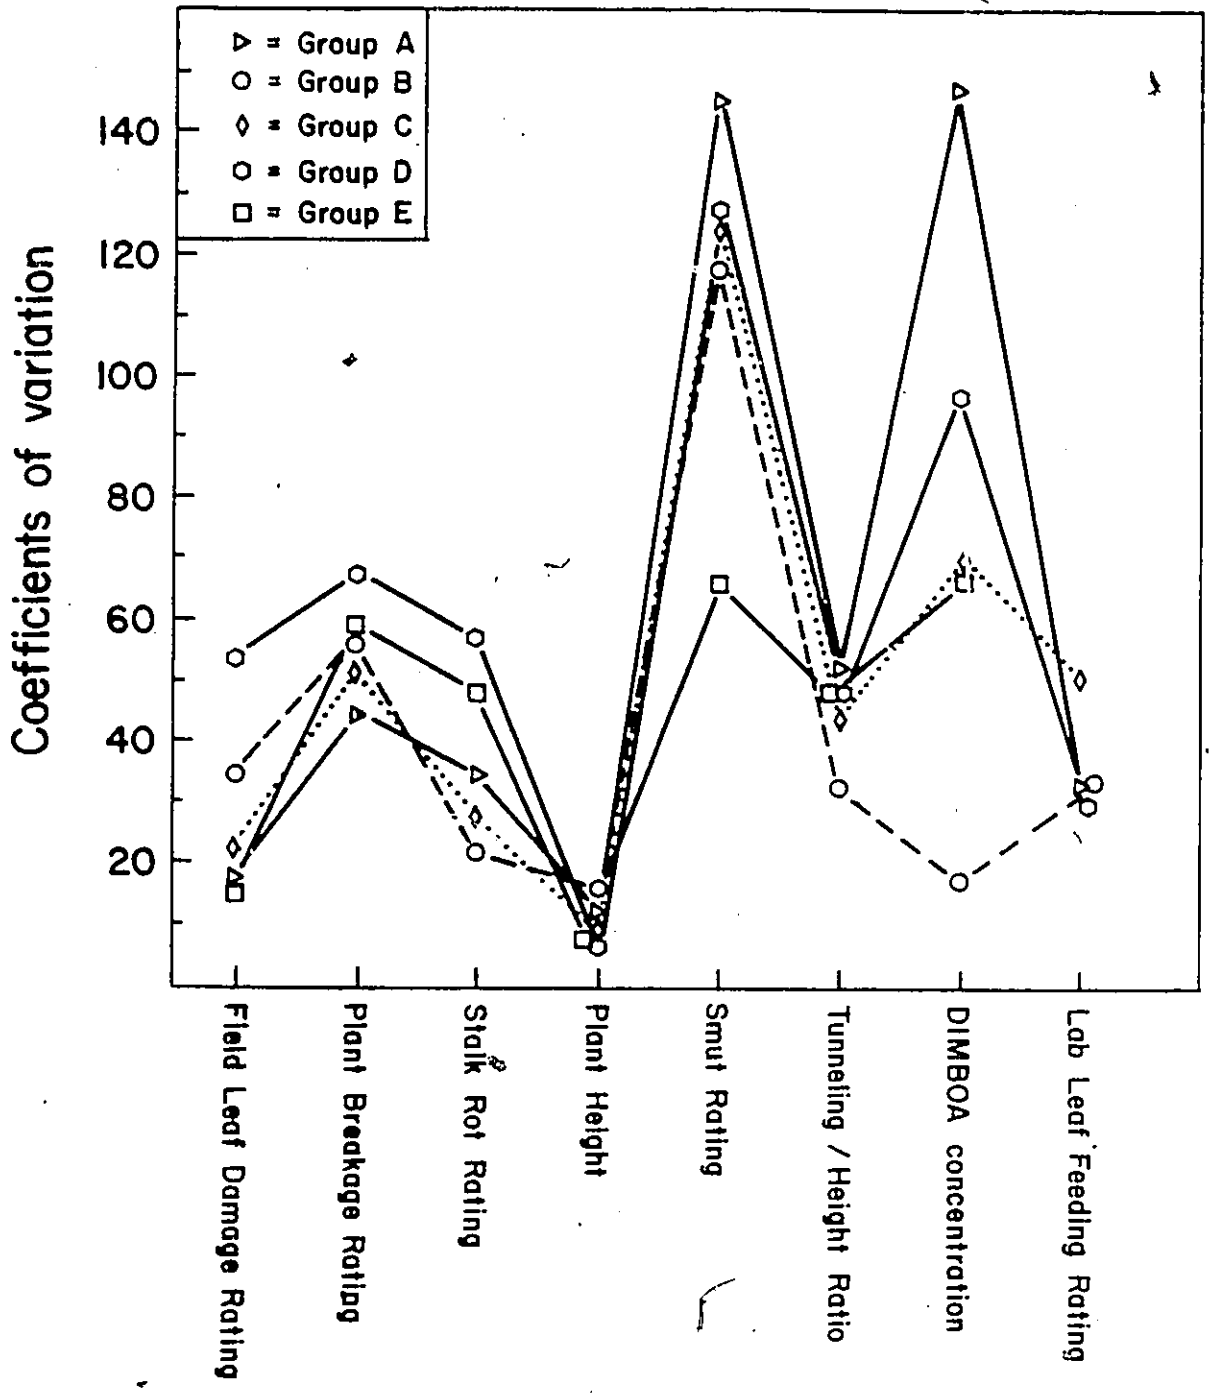 = Group A
= Group B
= Group C
= Group D
= Group E
140
120
100
80
60
40
20
Coefficients of variation
Field Leaf Damage Rating
Plant Breakage Rating
Stalk Rot Rating
Plant Height
Smut Rating
Tunneling / Height Ratio
DIMBOA concentration
Lab Leaf Feeding Rating